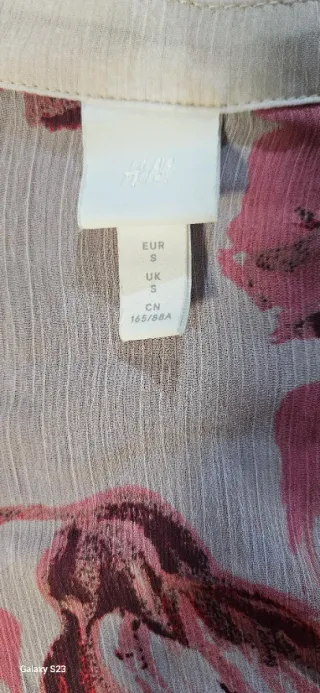 H&M
EUR
S
UK
S
CN
165/88A
Galaxy S23